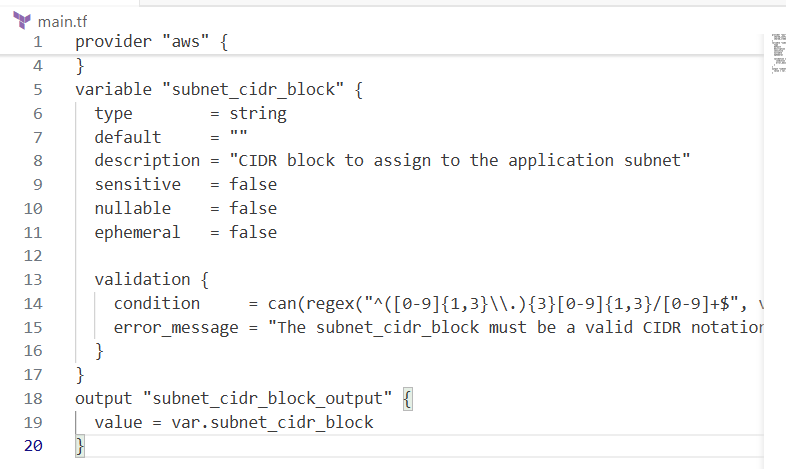 main.tf
1 provider "aws" {
4 }
5 variable "subnet_cidr_block" {
6 type = string
7 default = ""
8 description = "CIDR block to assign to the application subnet"
9 sensitive = false
10 nullable = false
11 ephemeral = false
12
13 validation {
14 condition = can(regex("^([0-9]{1,3}\\.){3}[0-9]{1,3}/[0-9]+$",
15 error_message = "The subnet_cidr_block must be a valid CIDR notation
16 }
17 }
18 output "subnet_cidr_block_output" {
19 value = var.subnet_cidr_block
20 }